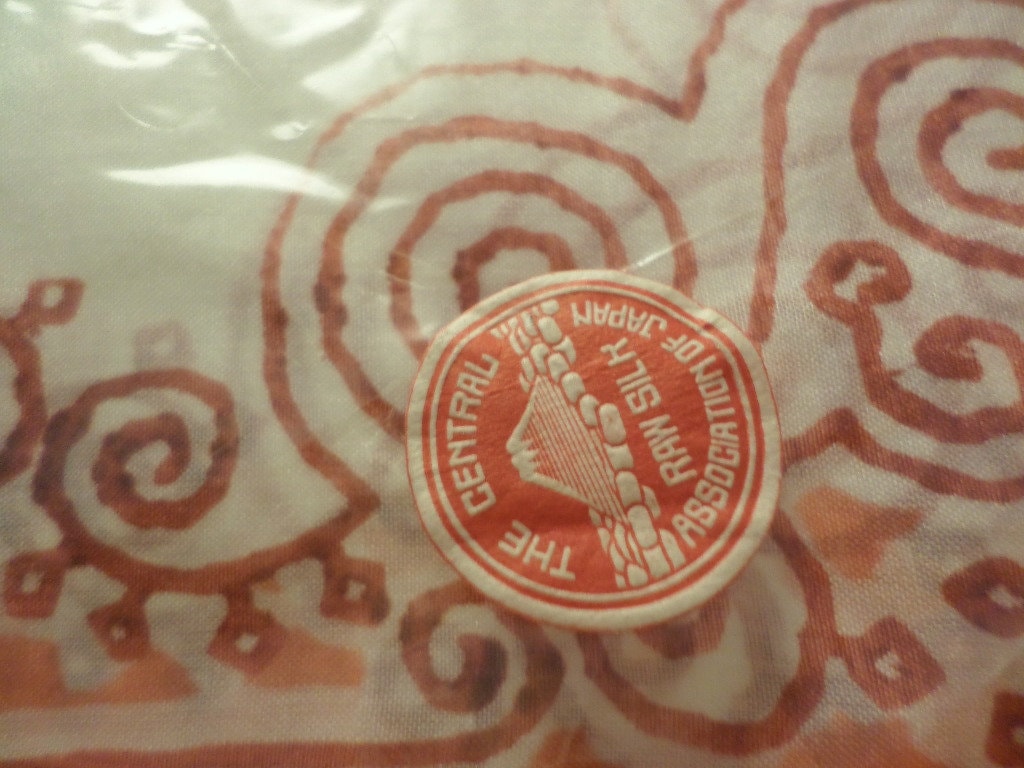 THE CENTRAL
RAW SILK
ASSOCIATION OF JAPAN